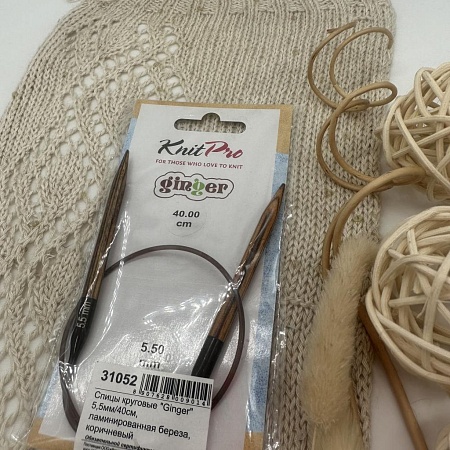 KnitPro
FOR THOSE WHO LOVE TO KNIT
ginger
40.00
cm
5.5 mm
5.50
mm
31052
Спицы круговые "Ginger"
5,5мм/40см,
ламинированная береза,
коричневый